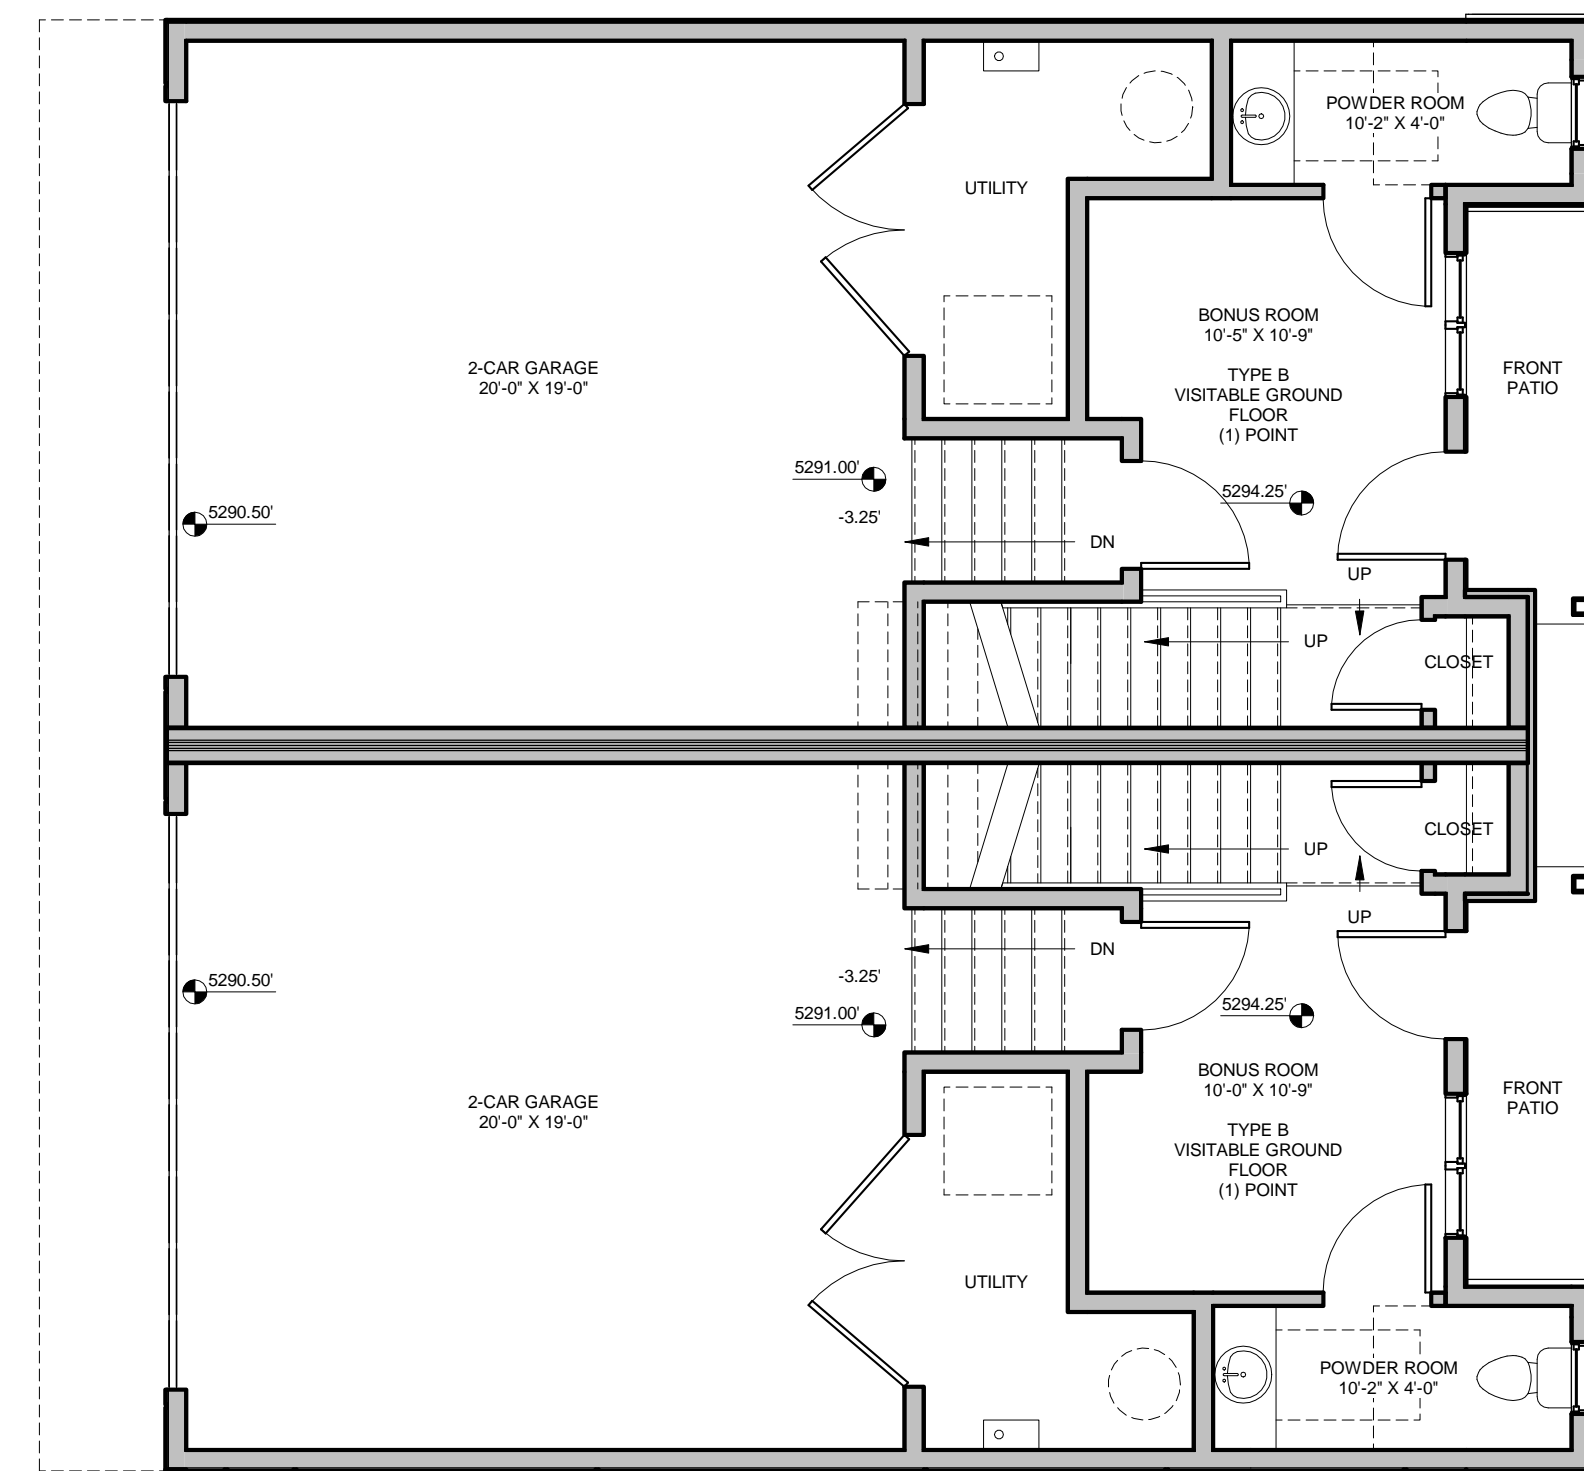 POWDER ROOM
10'-2" X 4'-0"
UTILITY
BONUS ROOM
10'-5" X 10'-9"
2-CAR GARAGE
20'-0" X 19'-0"
TYPE B
VISITABLE GROUND
FLOOR
(1) POINT
FRONT
PATIO
5291.00'
-3.25'
5294.25'
5290.50'
DN
UP
UP
CLOSET
CLOSET
UP
UP
DN
-3.25'
5290.50'
5291.00'
5294.25'
BONUS ROOM
10'-0" X 10'-9"
2-CAR GARAGE
20'-0" X 19'-0"
TYPE B
VISITABLE GROUND
FLOOR
(1) POINT
FRONT
PATIO
UTILITY
POWDER ROOM
10'-2" X 4'-0"